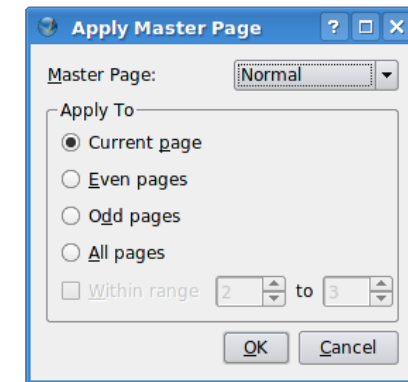 Apply Master Page ?
Master Page: Normal
Apply To
Current page
Even pages
Odd pages
All pages
Within range 2 to 3
OK Cancel